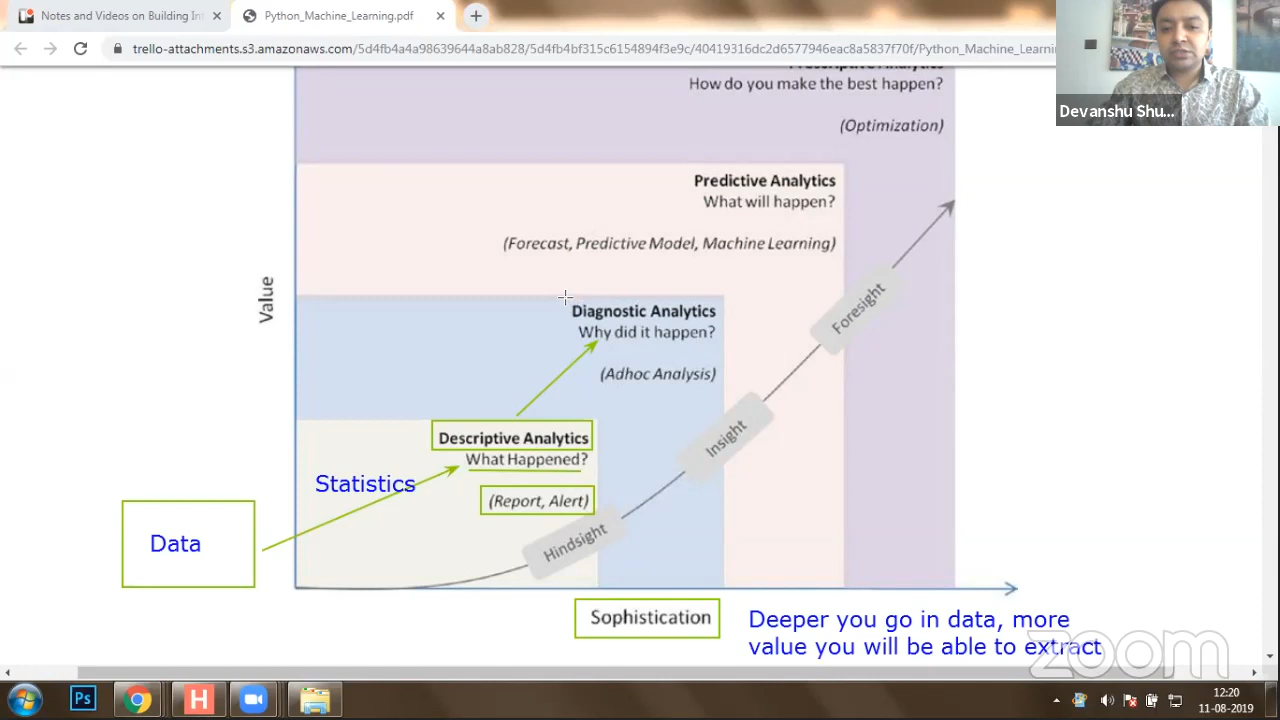 Notes and Videos on Building Int
Python_Machine_Learning.pdf
trello-attachments.s3.amazonaws.com/5d4fb4a4a98639644a8ab828/5d4fb4bf315c6154894f3e9c/40419316dc2d6577946eac8a5837f70f/Python_Machine_Learnin
Devanshu Shu...
Prescriptive Analytics
How do you make the best happen?
(Optimization)
Predictive Analytics
What will happen?
(Forecast, Predictive Model, Machine Learning)
Value
Diagnostic Analytics
Why did it happen?
(Adhoc Analysis)
Foresight
Insight
Hindsight
Descriptive Analytics
What Happened?
(Report, Alert)
Statistics
Data
Sophistication
Deeper you go in data, more
value you will be able to extract
zoom
Ps
H
12:20
11-08-2019